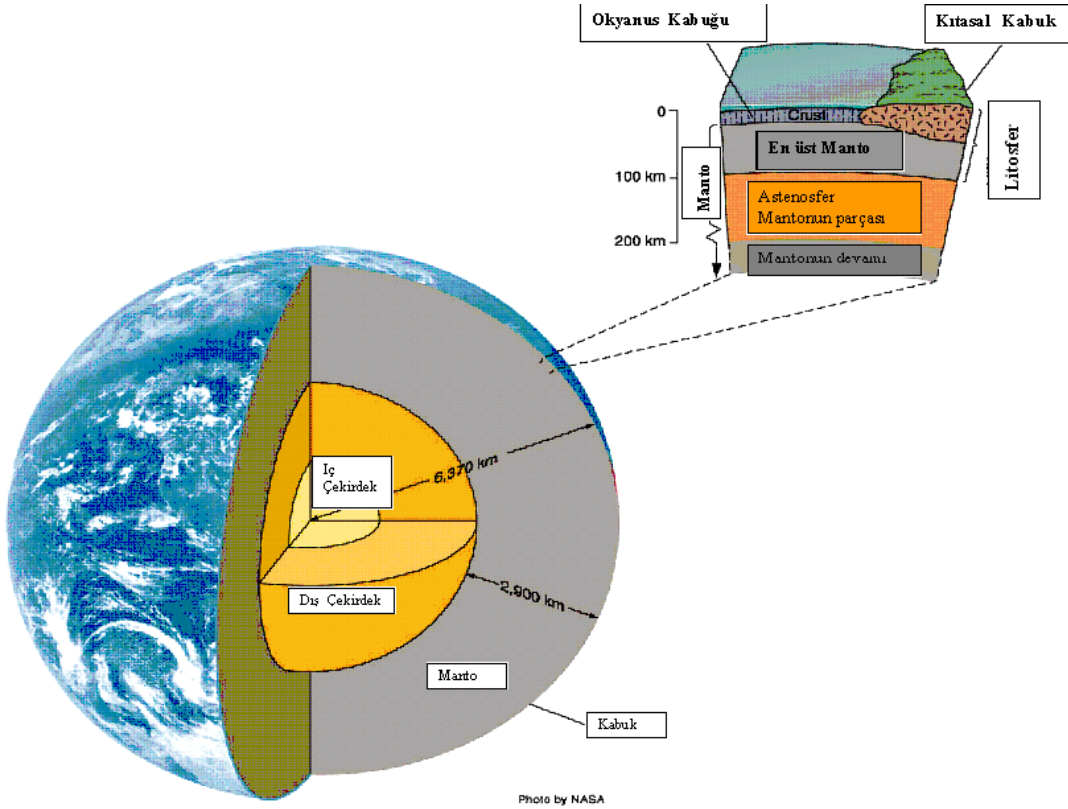 Okyanus Kabuğu
Kıtasal Kabuk
0
Crust
En üst Manto
Litosfer
Manto
100 km
Astenosfer
Mantonun parçası
200 km
Mantonun devamı
6,370 km
İç
Çekirdek
2,900 km
Dış Çekirdek
Manto
Kabuk
Photo by NASA